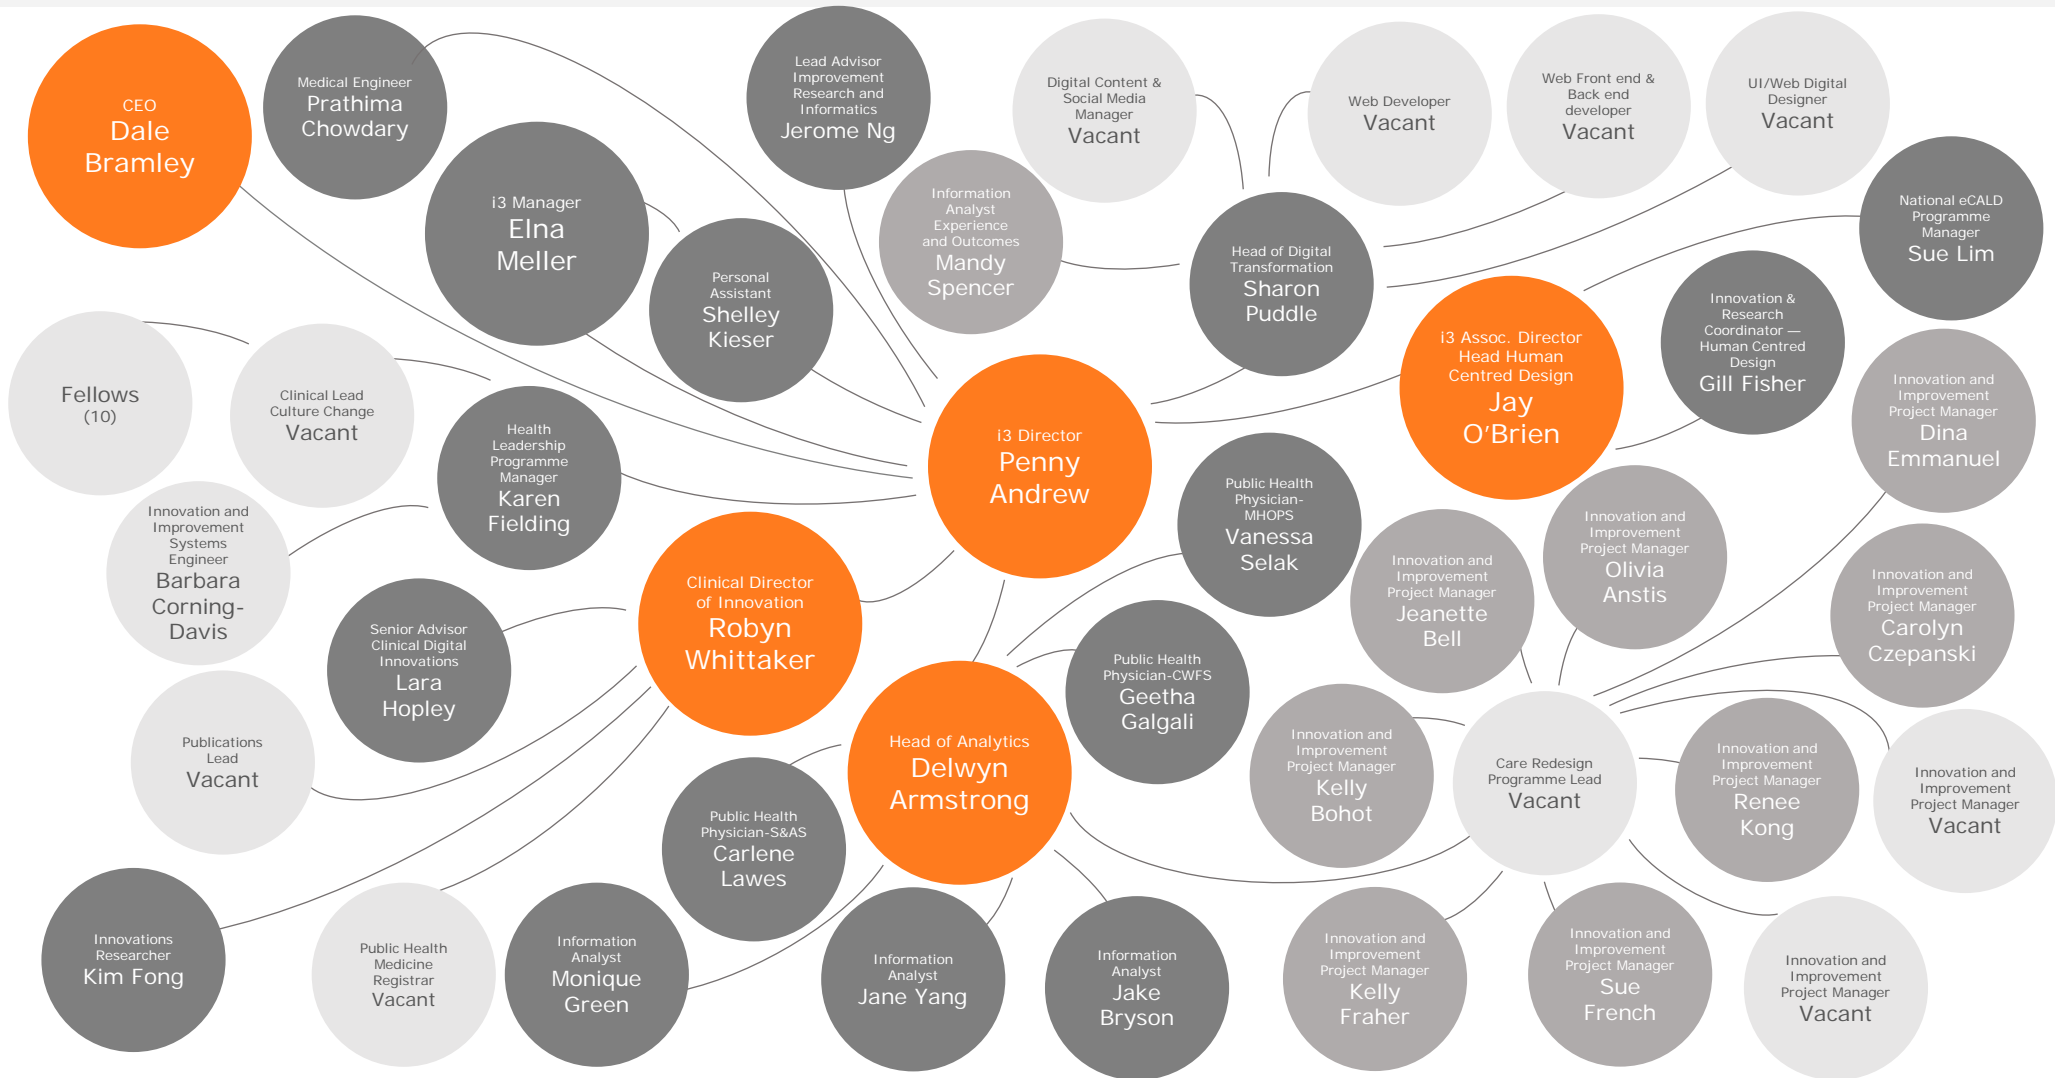 CEO
Dale
Bramley
Medical Engineer
Prathima
Chowdary
i3 Manager
Elna
Meller
Personal
Assistant
Shelley
Kieser
Lead Advisor
Improvement
Research and
Informatics
Jerome Ng
Information
Analyst
Experience
and Outcomes
Mandy
Spencer
Digital Content &
Social Media
Manager
Vacant
Head of Digital
Transformation
Sharon
Puddle
Web Developer
Vacant
Web Front end &
Back end
developer
Vacant
UI/Web Digital
Designer
Vacant
National eCALD
Programme
Manager
Sue Lim
i3 Assoc. Director
Head Human
Centred Design
Jay
O’Brien
Innovation &
Research
Coordinator —
Human Centred
Design
Gill Fisher
Innovation and
Improvement
Project Manager
Dina
Emmanuel
Fellows
(10)
Clinical Lead
Culture Change
Vacant
Health
Leadership
Programme
Manager
Karen
Fielding
i3 Director
Penny
Andrew
Public Health
Physician-
MHOPS
Vanessa
Selak
Innovation and
Improvement
Project Manager
Jeanette
Bell
Innovation and
Improvement
Project Manager
Olivia
Anstis
Innovation and
Improvement
Project Manager
Carolyn
Czepanski
Innovation and
Improvement
Systems
Engineer
Barbara
Corning-
Davis
Senior Advisor
Clinical Digital
Innovations
Lara
Hopley
Clinical Director
of Innovation
Robyn
Whittaker
Public Health
Physician-CWFS
Geetha
Galgali
Publications
Lead
Vacant
Head of Analytics
Delwyn
Armstrong
Innovation and
Improvement
Project Manager
Kelly
Bohot
Care Redesign
Programme Lead
Vacant
Innovation and
Improvement
Project Manager
Renee
Kong
Innovation and
Improvement
Project Manager
Vacant
Public Health
Physician-S&AS
Carlene
Lawes
Innovations
Researcher
Kim Fong
Public Health
Medicine
Registrar
Vacant
Information
Analyst
Monique
Green
Information
Analyst
Jane Yang
Information
Analyst
Jake
Bryson
Innovation and
Improvement
Project Manager
Kelly
Fraher
Innovation and
Improvement
Project Manager
Sue
French
Innovation and
Improvement
Project Manager
Vacant